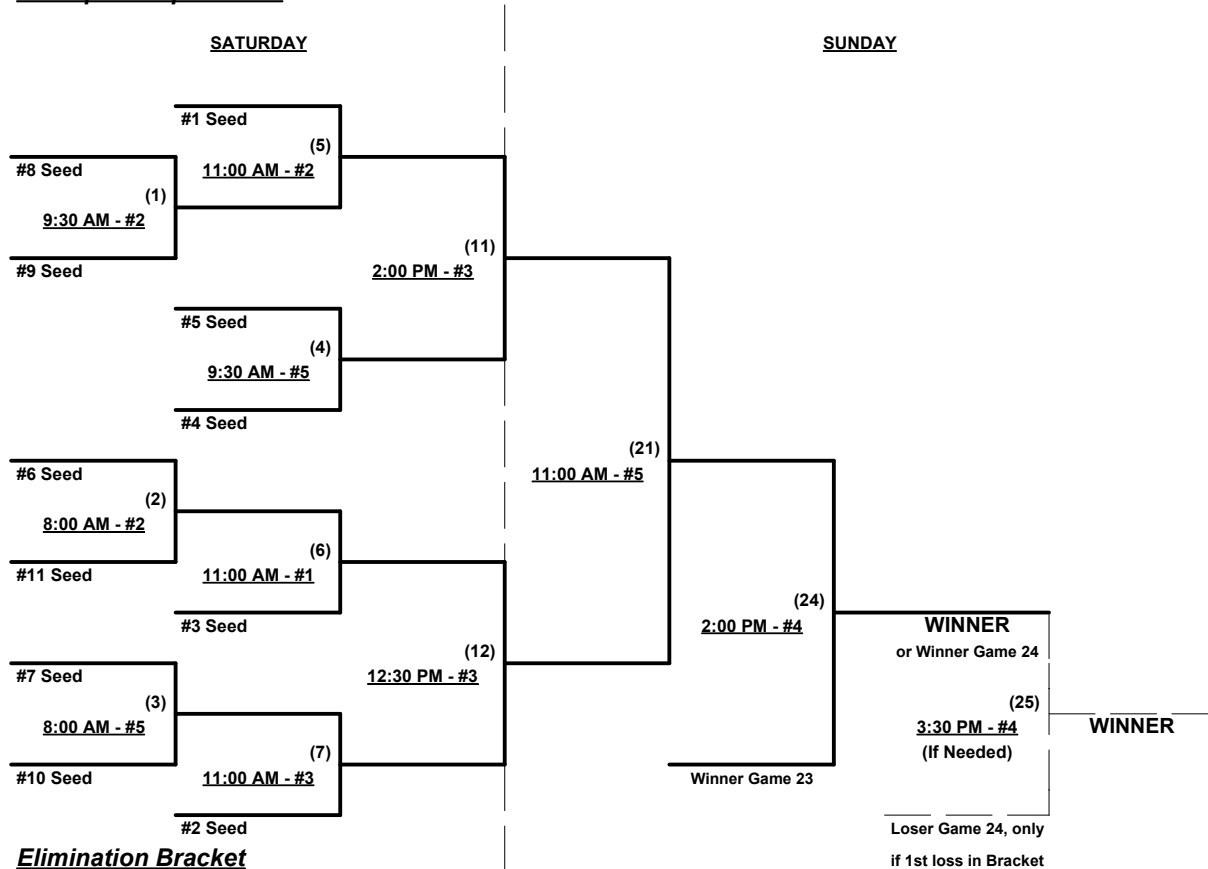 SATURDAY
SUNDAY
#1 Seed
(5)
11:00 AM - #2
#8 Seed
(1)
9:30 AM - #2
#9 Seed
(11)
2:00 PM - #3
#5 Seed
(4)
9:30 AM - #5
#4 Seed
(21)
11:00 AM - #5
#6 Seed
(2)
8:00 AM - #2
#11 Seed
(6)
11:00 AM - #1
#3 Seed
(24)
2:00 PM - #4
WINNER
or Winner Game 24
(12)
12:30 PM - #3
#7 Seed
(3)
8:00 AM - #5
#10 Seed
(7)
11:00 AM - #3
#2 Seed
(25)
3:30 PM - #4
(If Needed)
WINNER
Winner Game 23
Loser Game 24, only
if 1st loss in Bracket
Elimination Bracket